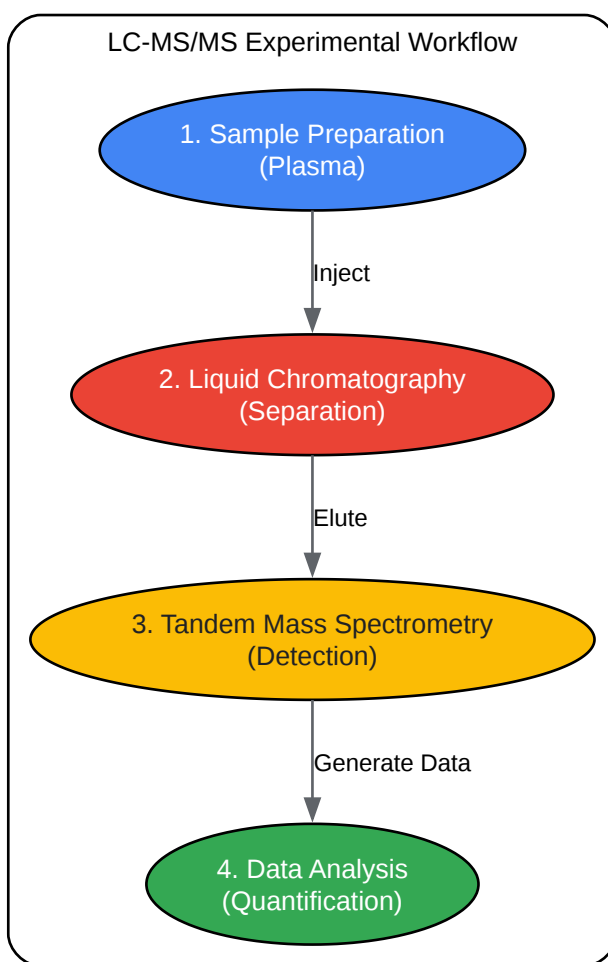 LC-MS/MS Experimental Workflow
1. Sample Preparation
(Plasma)
Inject
2. Liquid Chromatography
(Separation)
Elute
3. Tandem Mass Spectrometry
(Detection)
Generate Data
4. Data Analysis
(Quantification)